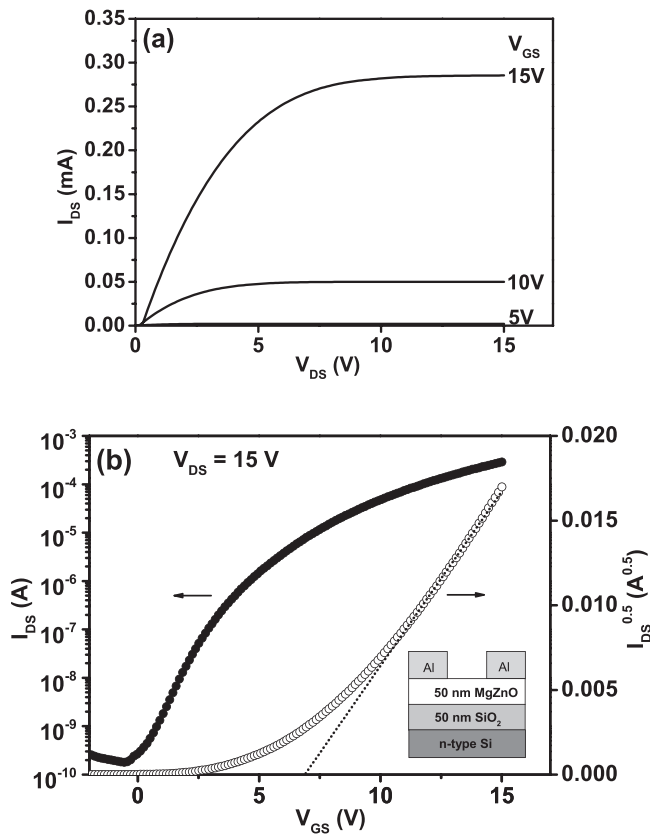 (a)
V_GS
0.35
0.30
15V
0.25
0.20
0.15
0.10
0.05
10V
0.00
5V
I_DS (mA)
0 5 10 15
V_DS (V)
(b)
V_DS = 15 V
10^-3
10^-4
10^-5
10^-6
10^-7
10^-8
10^-9
10^-10
I_DS (A)
0.020
0.015
0.010
0.005
0.000
I_DS^0.5 (A^0.5)
Al Al
50 nm MgZnO
50 nm SiO₂
n-type Si
0 5 10 15
V_GS (V)